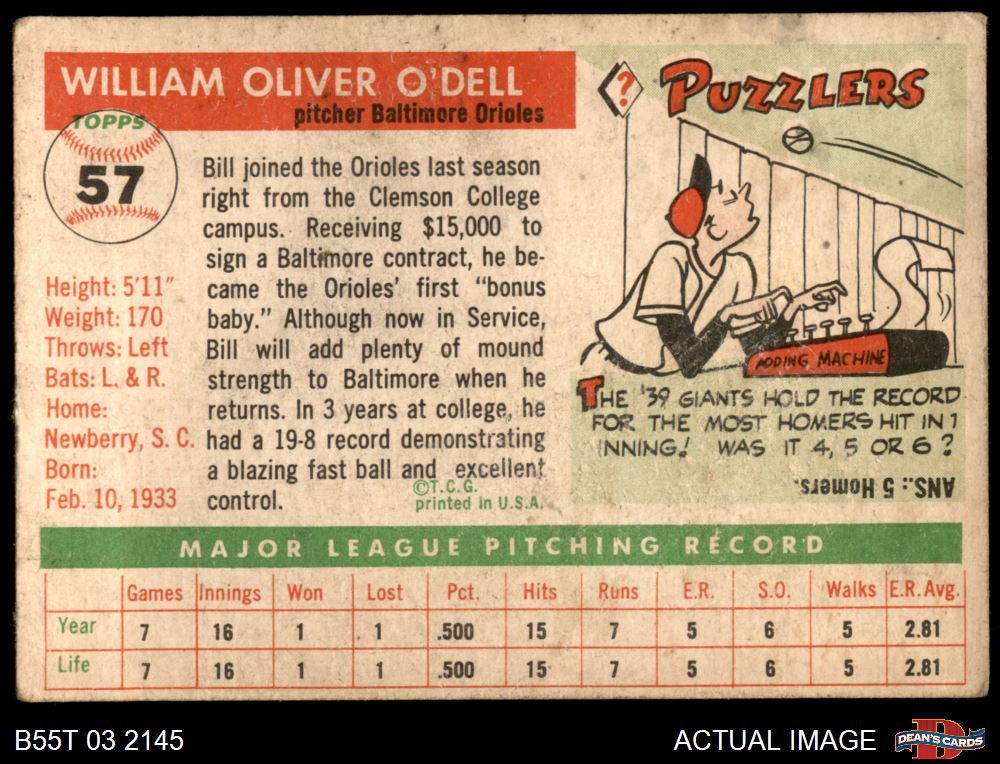 WILLIAM OLIVER O'DELL
pitcher Baltimore Orioles
TOPPS
57
Height: 5'11"
Weight: 170
Throws: Left
Bats: L. & R.
Home:
Newberry, S. C.
Born:
Feb. 10, 1933
Bill joined the Orioles last season
right from the Clemson College
campus. Receiving $15,000 to
sign a Baltimore contract, he be-
came the Orioles' first "bonus
baby." Although now in Service,
Bill will add plenty of mound
strength to Baltimore when he
returns. In 3 years at college, he
had a 19-8 record demonstrating
a blazing fast ball and excellent
control.
©T.C.G.
printed in U.S.A.
? PUZZLERS
ADDING MACHINE
THE '39 GIANTS HOLD THE RECORD
FOR THE MOST HOMERS HIT IN 1
INNING! WAS IT 4, 5 OR 6?
ANS.: 5 Homers.
MAJOR LEAGUE PITCHING RECORD
Games Innings Won Lost Pct. Hits Runs E.R. S.O. Walks E.R. Avg.
Year 7 16 1 1 .500 15 7 5 6 5 2.81
Life 7 16 1 1 .500 15 7 5 6 5 2.81
B55T 03 2145
ACTUAL IMAGE
D
DEAN'S CARDS